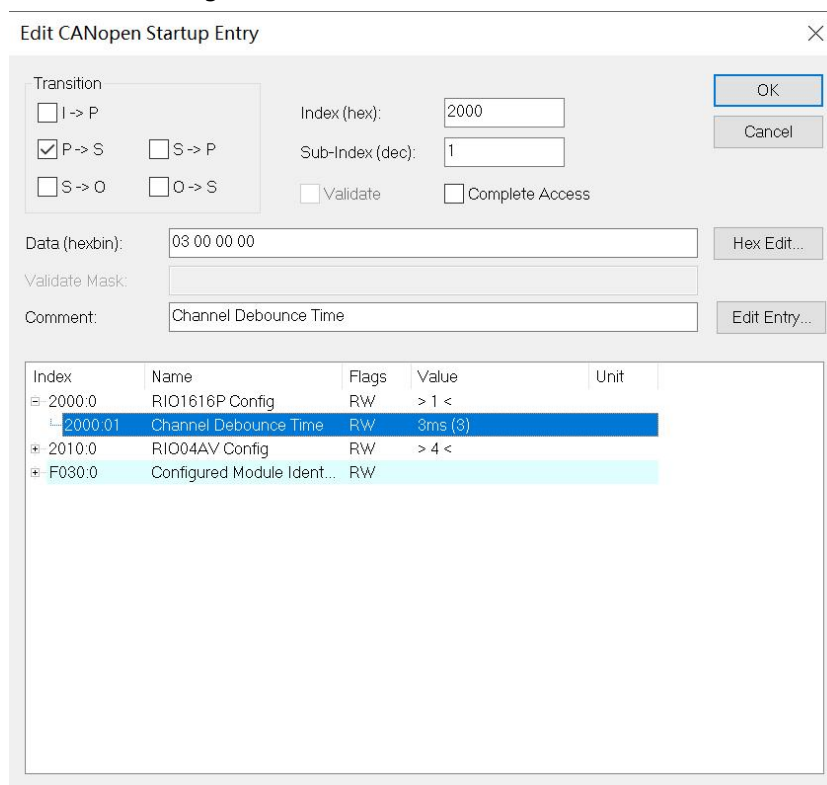 Edit CANopen Startup Entry
Transition
I -> P
P -> S
S -> P
S -> O
O -> S
Index (hex):
2000
Sub-Index (dec):
1
Validate
Complete Access
OK
Cancel
Data (hexbin):
03 00 00 00
Hex Edit...
Validate Mask:
Comment:
Channel Debounce Time
Edit Entry...
Index Name Flags Value Unit
2000:0 RIO1616P Config RW > 1 <
2000:01 Channel Debounce Time RW 3ms (3)
2010:0 RIO04AV Config RW > 4 <
F030:0 Configured Module Ident... RW